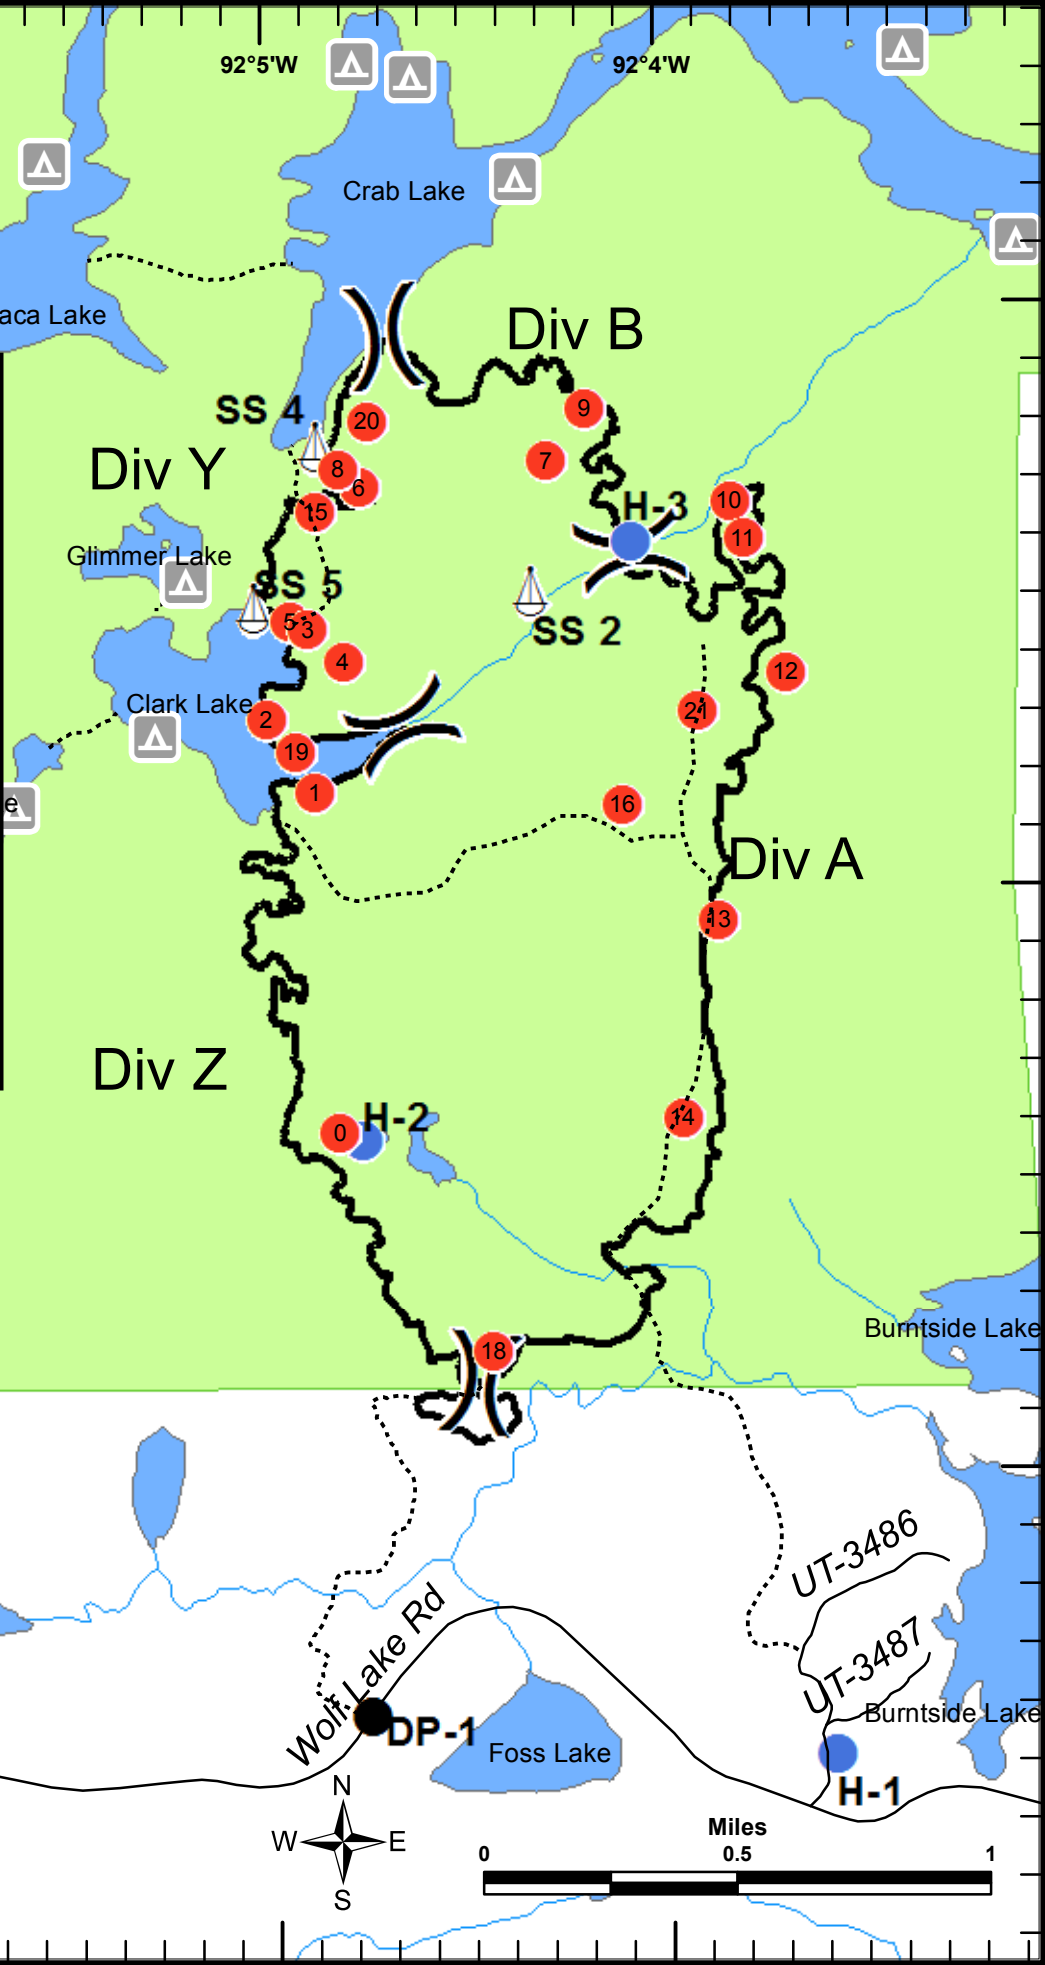 92°5'W
92°4'W
Crab Lake
aca Lake
Div B
SS 4
20
9
Div Y
8
7
6
10
H-3
15
11
Glimmer Lake
SS 5
5
3
SS 2
4
12
Clark Lake
2
21
19
1
16
e
Div A
13
Div Z
H-2
0
14
Burntside Lake
18
UT-3486
Wolf Lake Rd
UT-3487
Burntside Lake
DP-1
Foss Lake
H-1
N
W E
S
Miles
0 0.5 1